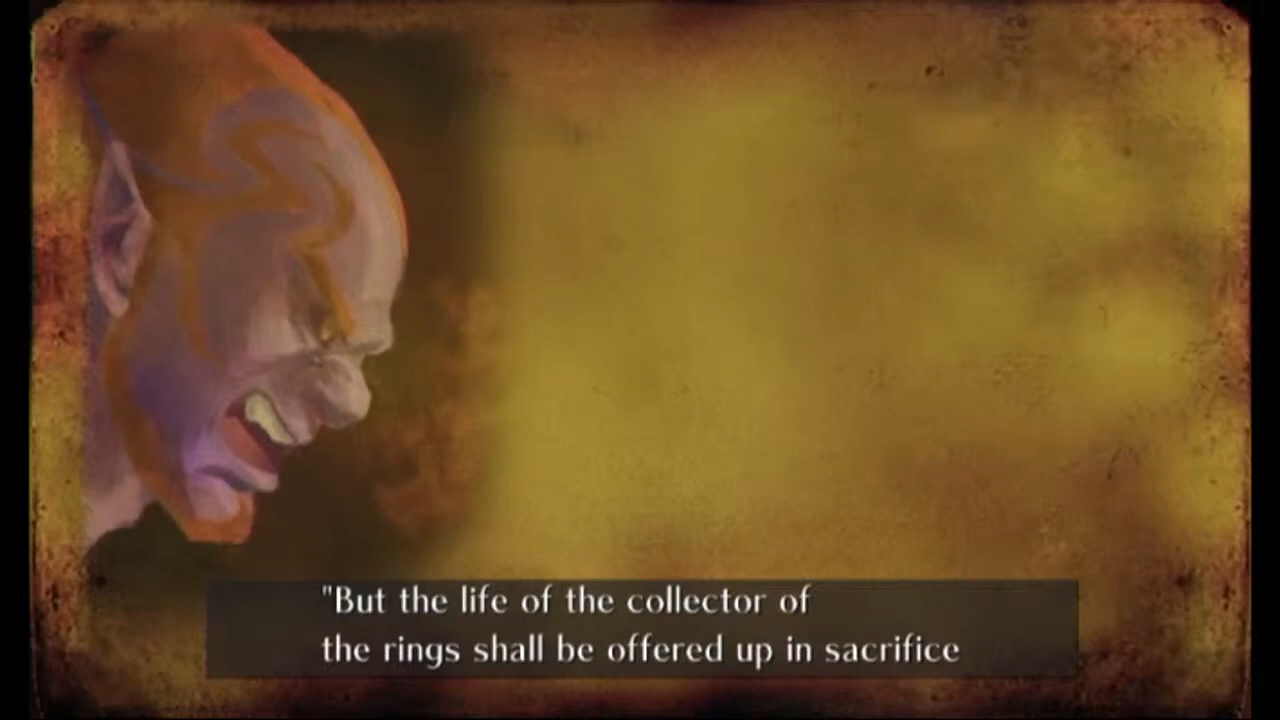 "But the life of the collector of
the rings shall be offered up in sacrifice